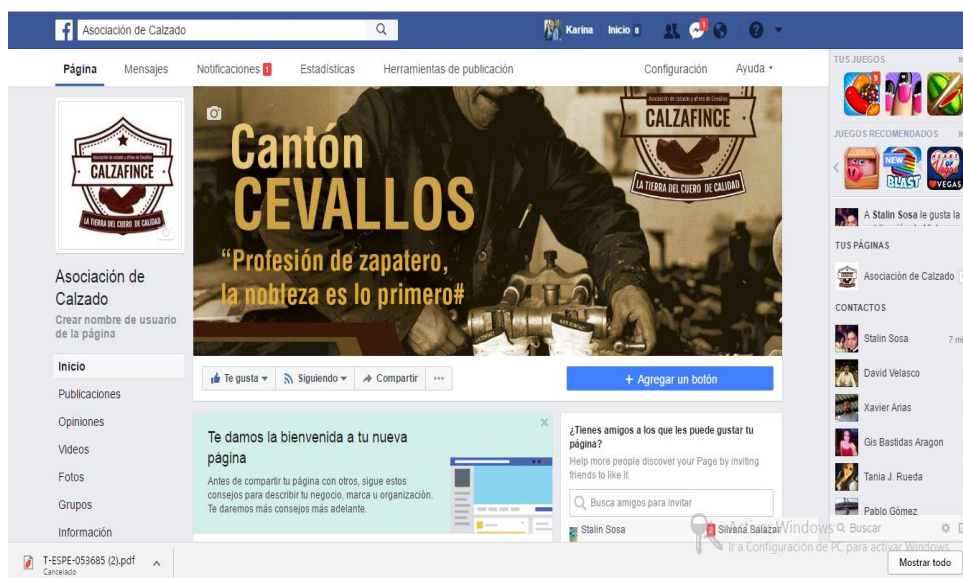 Asociación de Calzado
Karina Inicio 8
1
Página Mensajes Notificaciones 1 Estadísticas Herramientas de publicación Configuración Ayuda
CALZAFINCE
LA TIERRA DEL CUERO DE CALIDAD
Asociación de
Calzado
Crear nombre de usuario
de la página
Inicio
Publicaciones
Opiniones
Videos
Fotos
Grupos
Información
Cantón
CEVALLOS
“Profesión de zapatero,
la nobleza es lo primero#
CALZAFINCE
LA TIERRA DEL CUERO DE CALIDAD
Te gusta Siguiendo Compartir ...
+ Agregar un botón
Te damos la bienvenida a tu nueva
página
Antes de compartir tu página con otros, sigue estos
consejos para describir tu negocio, marca u organización.
Te daremos más consejos más adelante.
¿Tienes amigos a los que les puede gustar tu
página?
Help more people discover your Page by inviting
friends to like it.
Busca amigos para invitar
Stalin Sosa
2 Silvana Salazar
TUS JUEGOS M
5
JUEGOS RECOMENDADOS M
NEW
BLAST
VEGAS
A Stalin Sosa le gusta la
TUS PÁGINAS
Asociación de Calzado
CONTACTOS
Stalin Sosa 7 mi
David Velasco
Xavier Arias
Gis Bastidas Aragon
Tania J. Rueda
Pablo Gómez
Buscar
Activar Windows
Ir a Configuración de PC para activar Windows.
T-ESPE-053685 (2).pdf
Cancelado
Mostrar todo